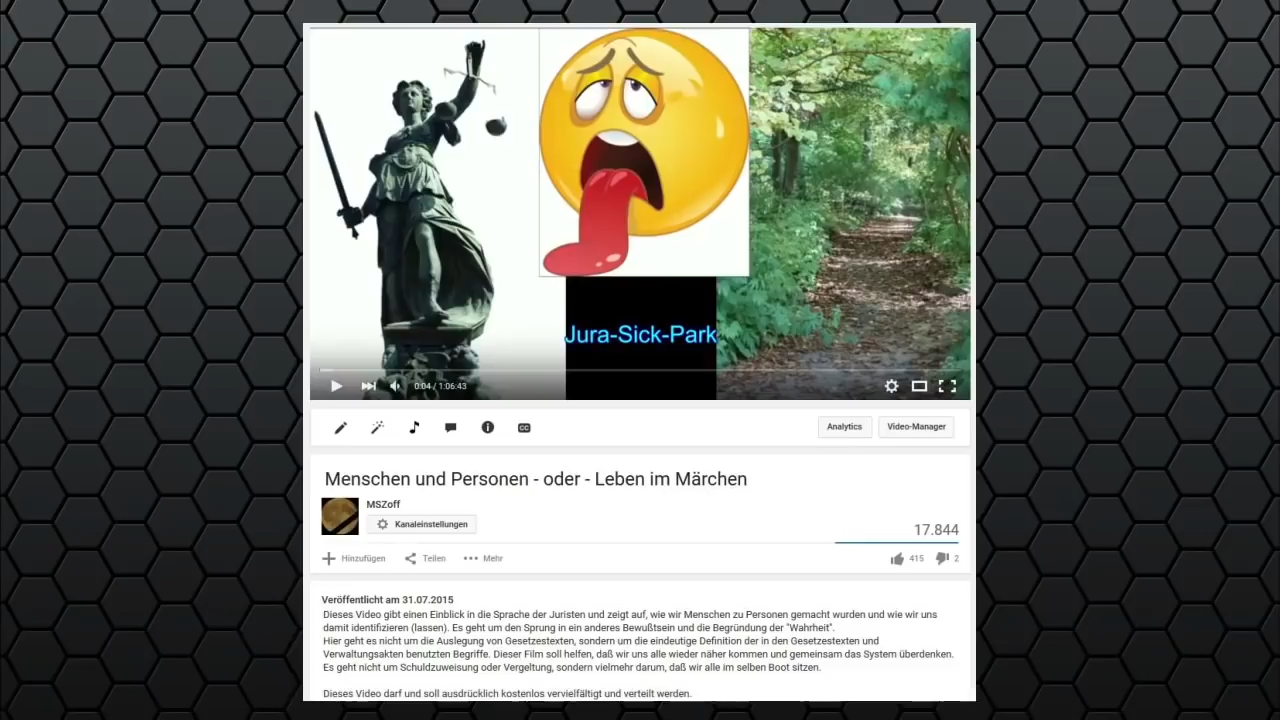 Jura-Sick-Park
0:04 / 1:06:43
CC
Analytics
Video-Manager
Menschen und Personen - oder - Leben im Märchen
MSZoff
Kanaleinstellungen
17.844
Hinzufügen
Teilen
Mehr
415
2
Veröffentlicht am 31.07.2015
Dieses Video gibt einen Einblick in die Sprache der Juristen und zeigt auf, wie wir Menschen zu Personen gemacht wurden und wie wir uns
damit identifizieren (lassen). Es geht um den Sprung in ein anderes Bewußtsein und die Begründung der "Wahrheit".
Hier geht es nicht um die Auslegung von Gesetzestexten, sondern um die eindeutige Definition der in den Gesetzestexten und
Verwaltungsakten benutzten Begriffe. Dieser Film soll helfen, daß wir uns alle wieder näher kommen und gemeinsam das System überdenken.
Es geht nicht um Schuldzuweisung oder Vergeltung, sondern vielmehr darum, daß wir alle im selben Boot sitzen.
Dieses Video darf und soll ausdrücklich kostenlos vervielfältigt und verteilt werden.